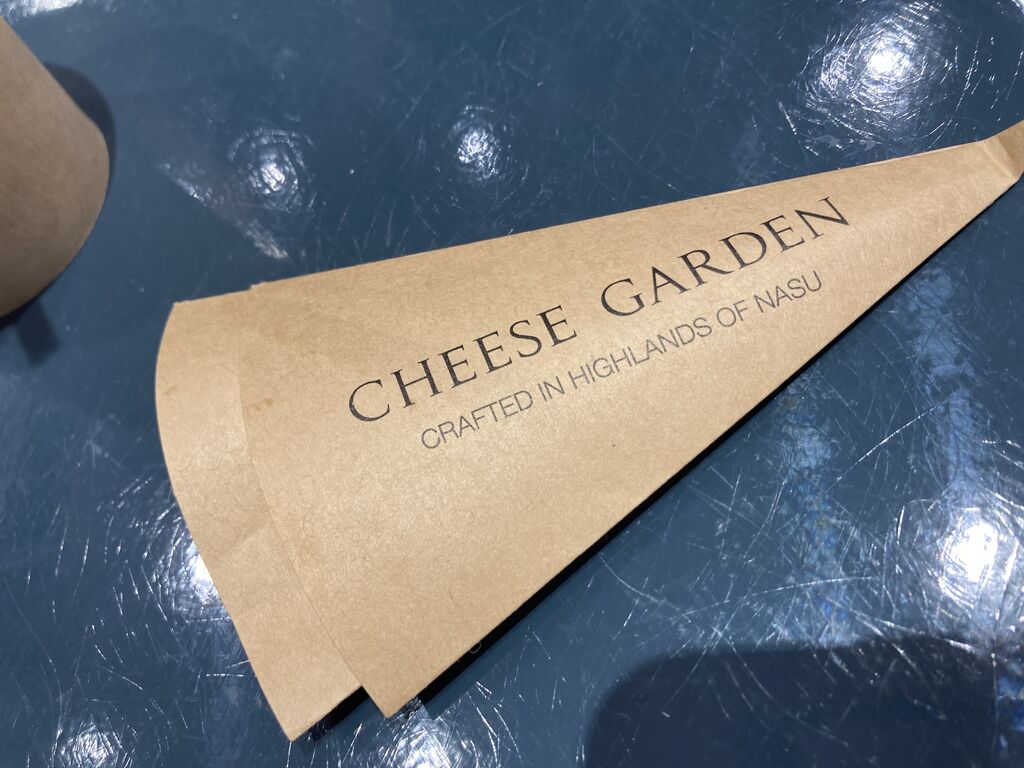 CHEESE GARDEN
CRAFTED IN HIGHLANDS OF NASU